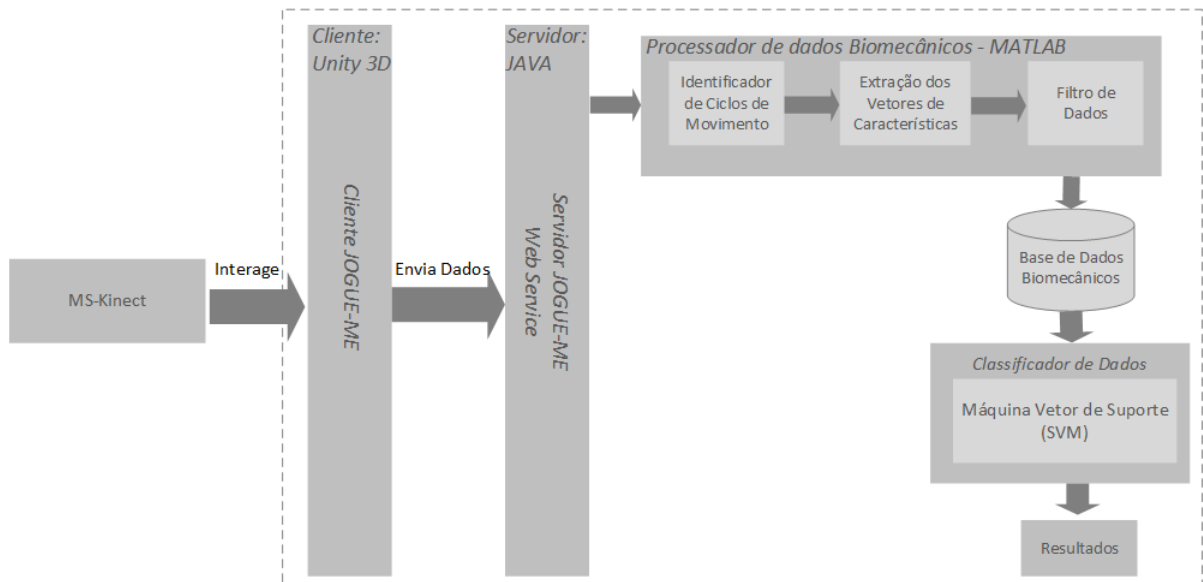 MS-Kinect
Interage
Cliente:
Unity 3D
Cliente JOGUE-ME
Envia Dados
Servidor:
JAVA
Servidor JOGUE-ME
Web Service
Processador de dados Biomecânicos - MATLAB
Identificador
de Ciclos de
Movimento
Extração dos
Vetores de
Características
Filtro de
Dados
Base de Dados
Biomecânicos
Classificador de Dados
Máquina Vetor de Suporte
(SVM)
Resultados